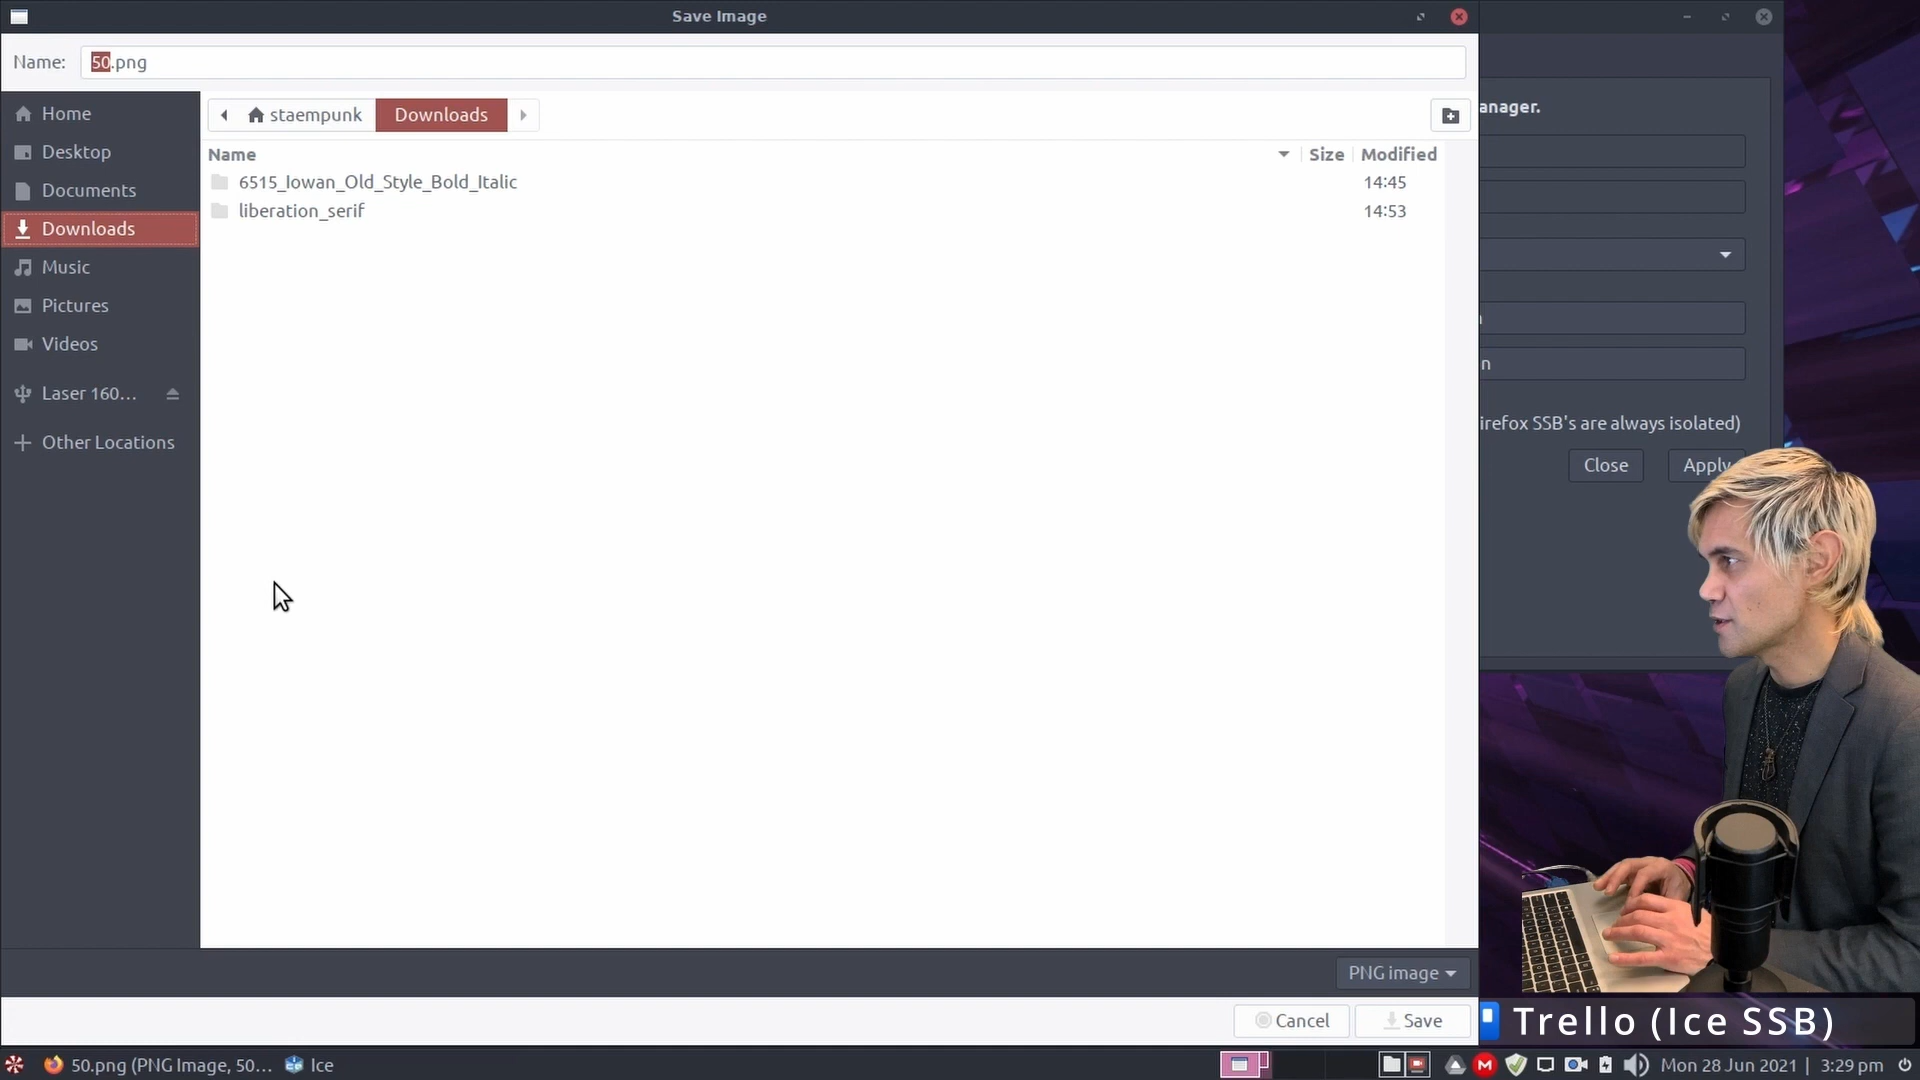 Save Image
Name: 50.png
Home
Desktop
Documents
Downloads
Music
Pictures
Videos
Laser 160...
Other Locations
staempunk Downloads
Name Size Modified
6515_Iowan_Old_Style_Bold_Italic 14:45
liberation_serif 14:53
anager.
n
irefox SSB's are always isolated)
Close Apply
PNG image
Cancel Save
Trello (Ice SSB)
50.png (PNG Image, 50... Ice M Mon 28 Jun 2021 | 3:29 pm